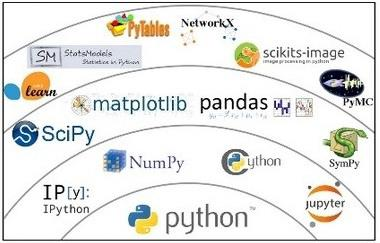 PyTables
NetworkX
SM StatsModels
Statistics in Python
scikits-image
image processing in python
learn
matplotlib
pandas
PyMC
SciPy
NumPy
Cython
SymPy
IP[y]:
IPython
python™
jupyter